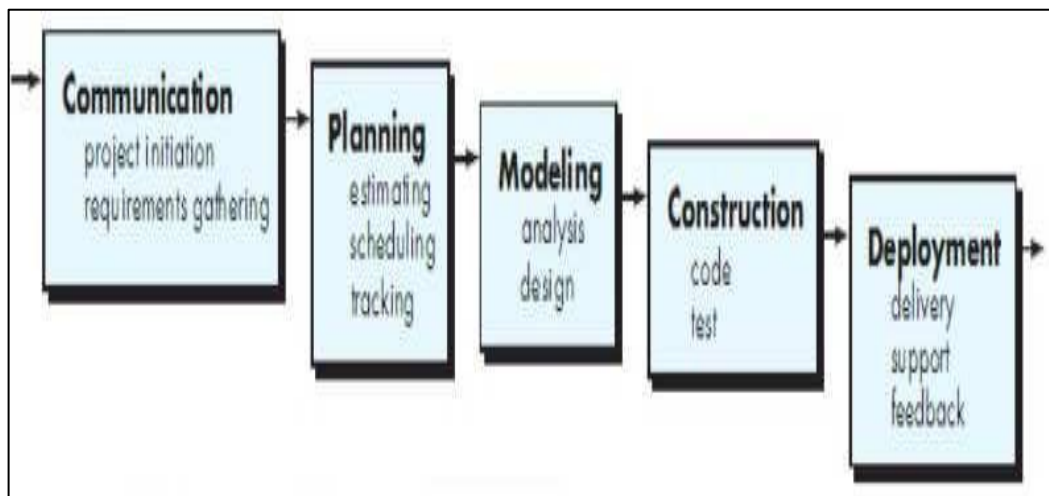 Communication
project initiation
requirements gathering
Planning
estimating
scheduling
tracking
Modeling
analysis
design
Construction
code
test
Deployment
delivery
support
feedback